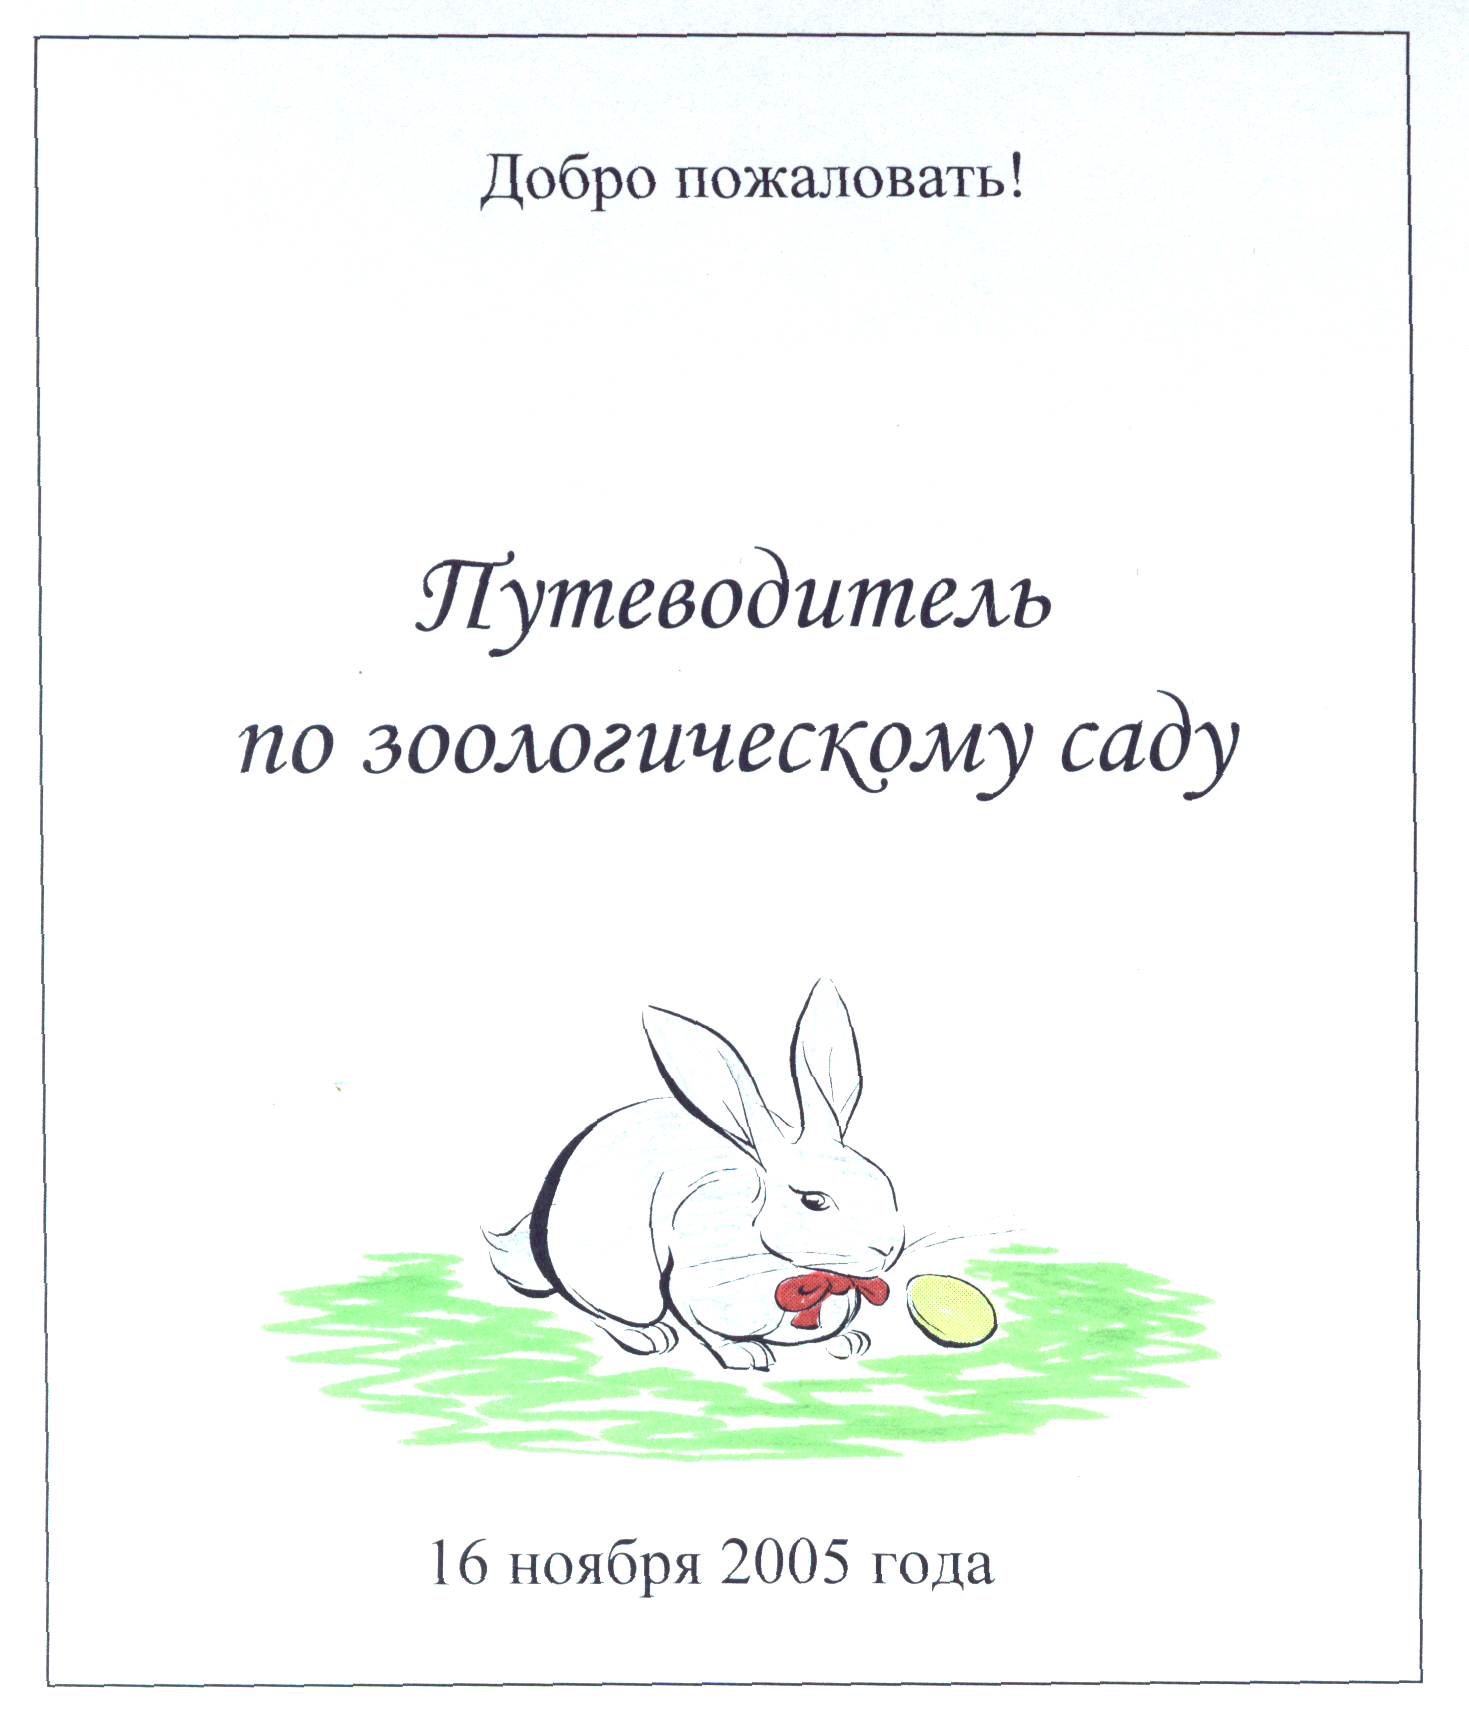 Добро пожаловать!
Путеводитель
по зоологическому саду
16 ноября 2005 года